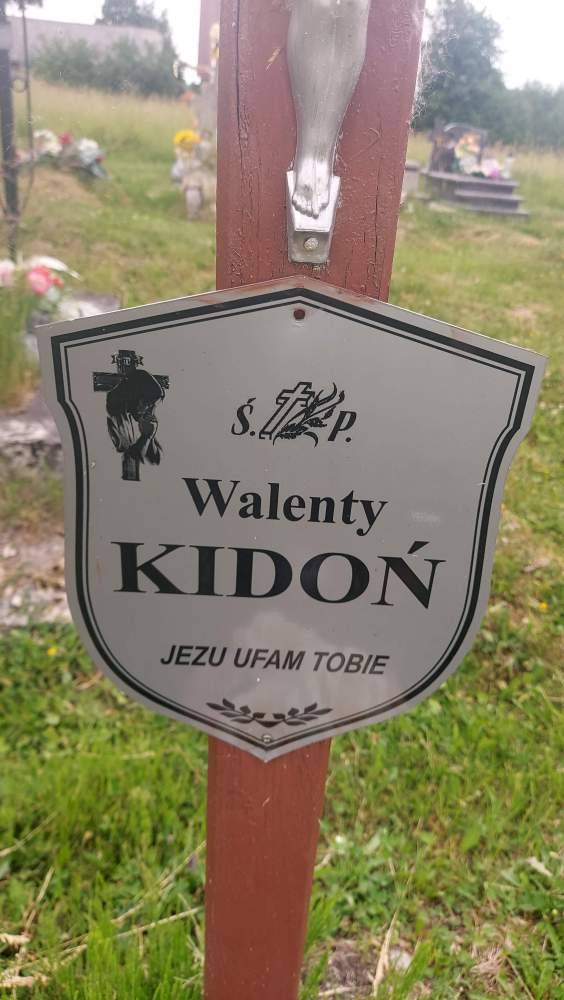 Ś. P.
Walenty
KIDOŃ
JEZU UFAM TOBIE